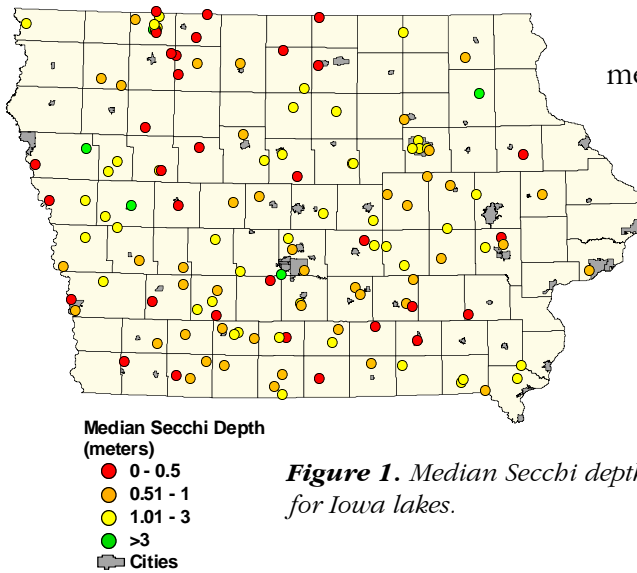 me
Median Secchi Depth
(meters)
0 - 0.5
0.51 - 1
1.01 - 3
>3
Cities
Figure 1. Median Secchi depth
for Iowa lakes.